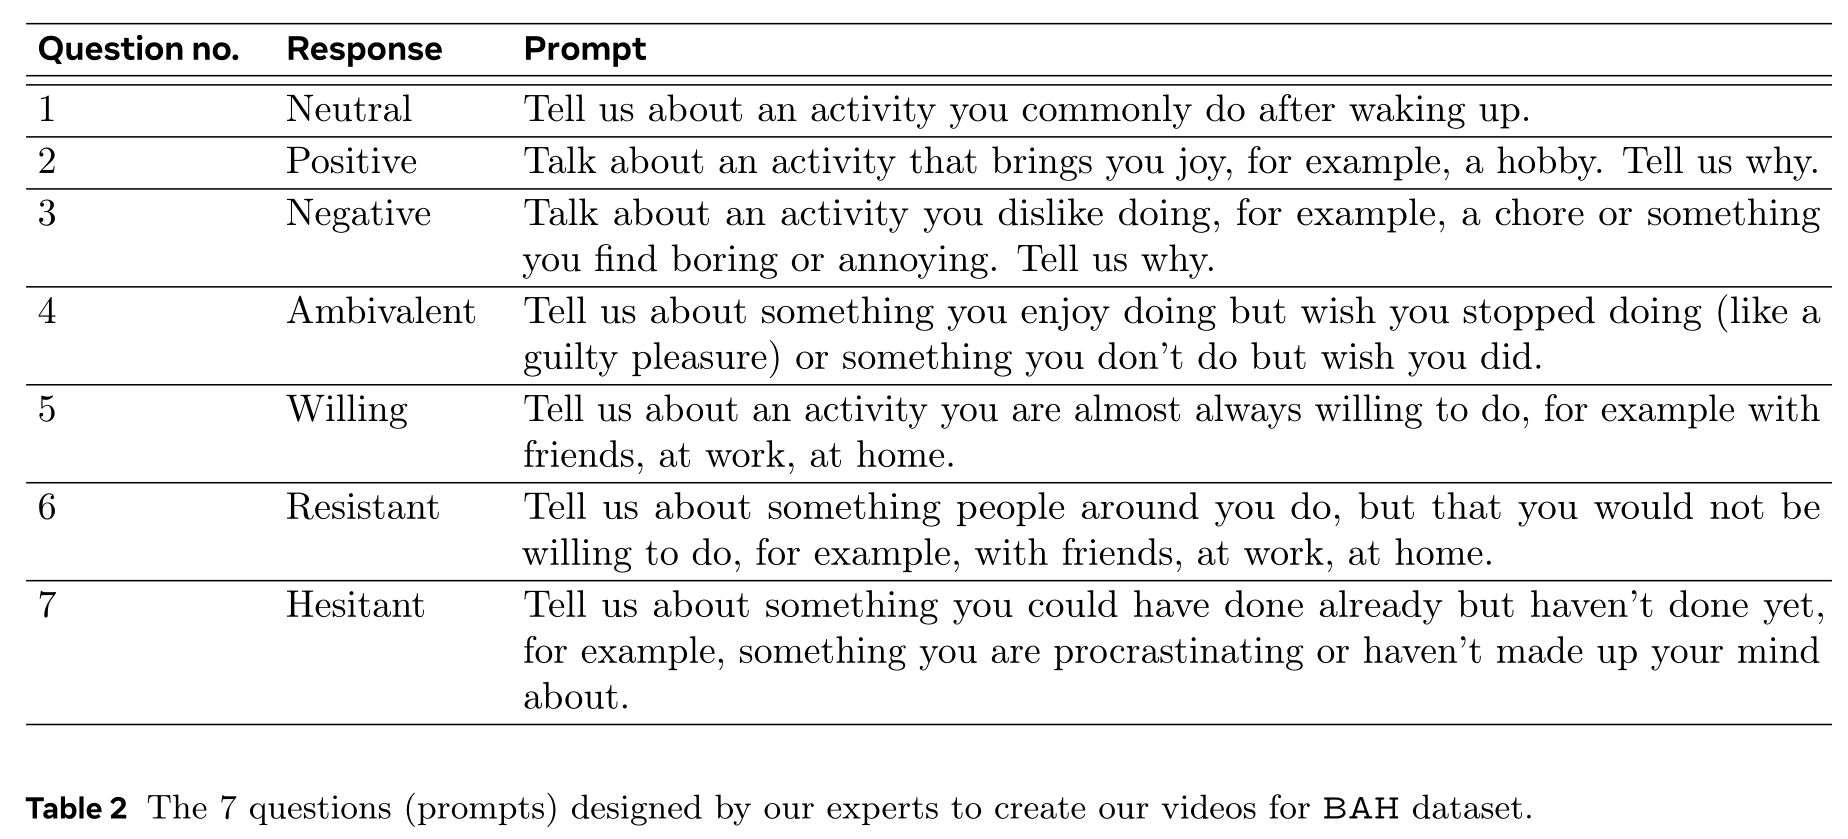 Question no. Response Prompt
1 Neutral Tell us about an activity you commonly do after waking up.
2 Positive Talk about an activity that brings you joy, for example, a hobby. Tell us why.
3 Negative Talk about an activity you dislike doing, for example, a chore or something
you find boring or annoying. Tell us why.
4 Ambivalent Tell us about something you enjoy doing but wish you stopped doing (like a
guilty pleasure) or something you don't do but wish you did.
5 Willing Tell us about an activity you are almost always willing to do, for example with
friends, at work, at home.
6 Resistant Tell us about something people around you do, but that you would not be
willing to do, for example, with friends, at work, at home.
7 Hesitant Tell us about something you could have done already but haven't done yet,
for example, something you are procrastinating or haven't made up your mind
about.
Table 2 The 7 questions (prompts) designed by our experts to create our videos for BAH dataset.